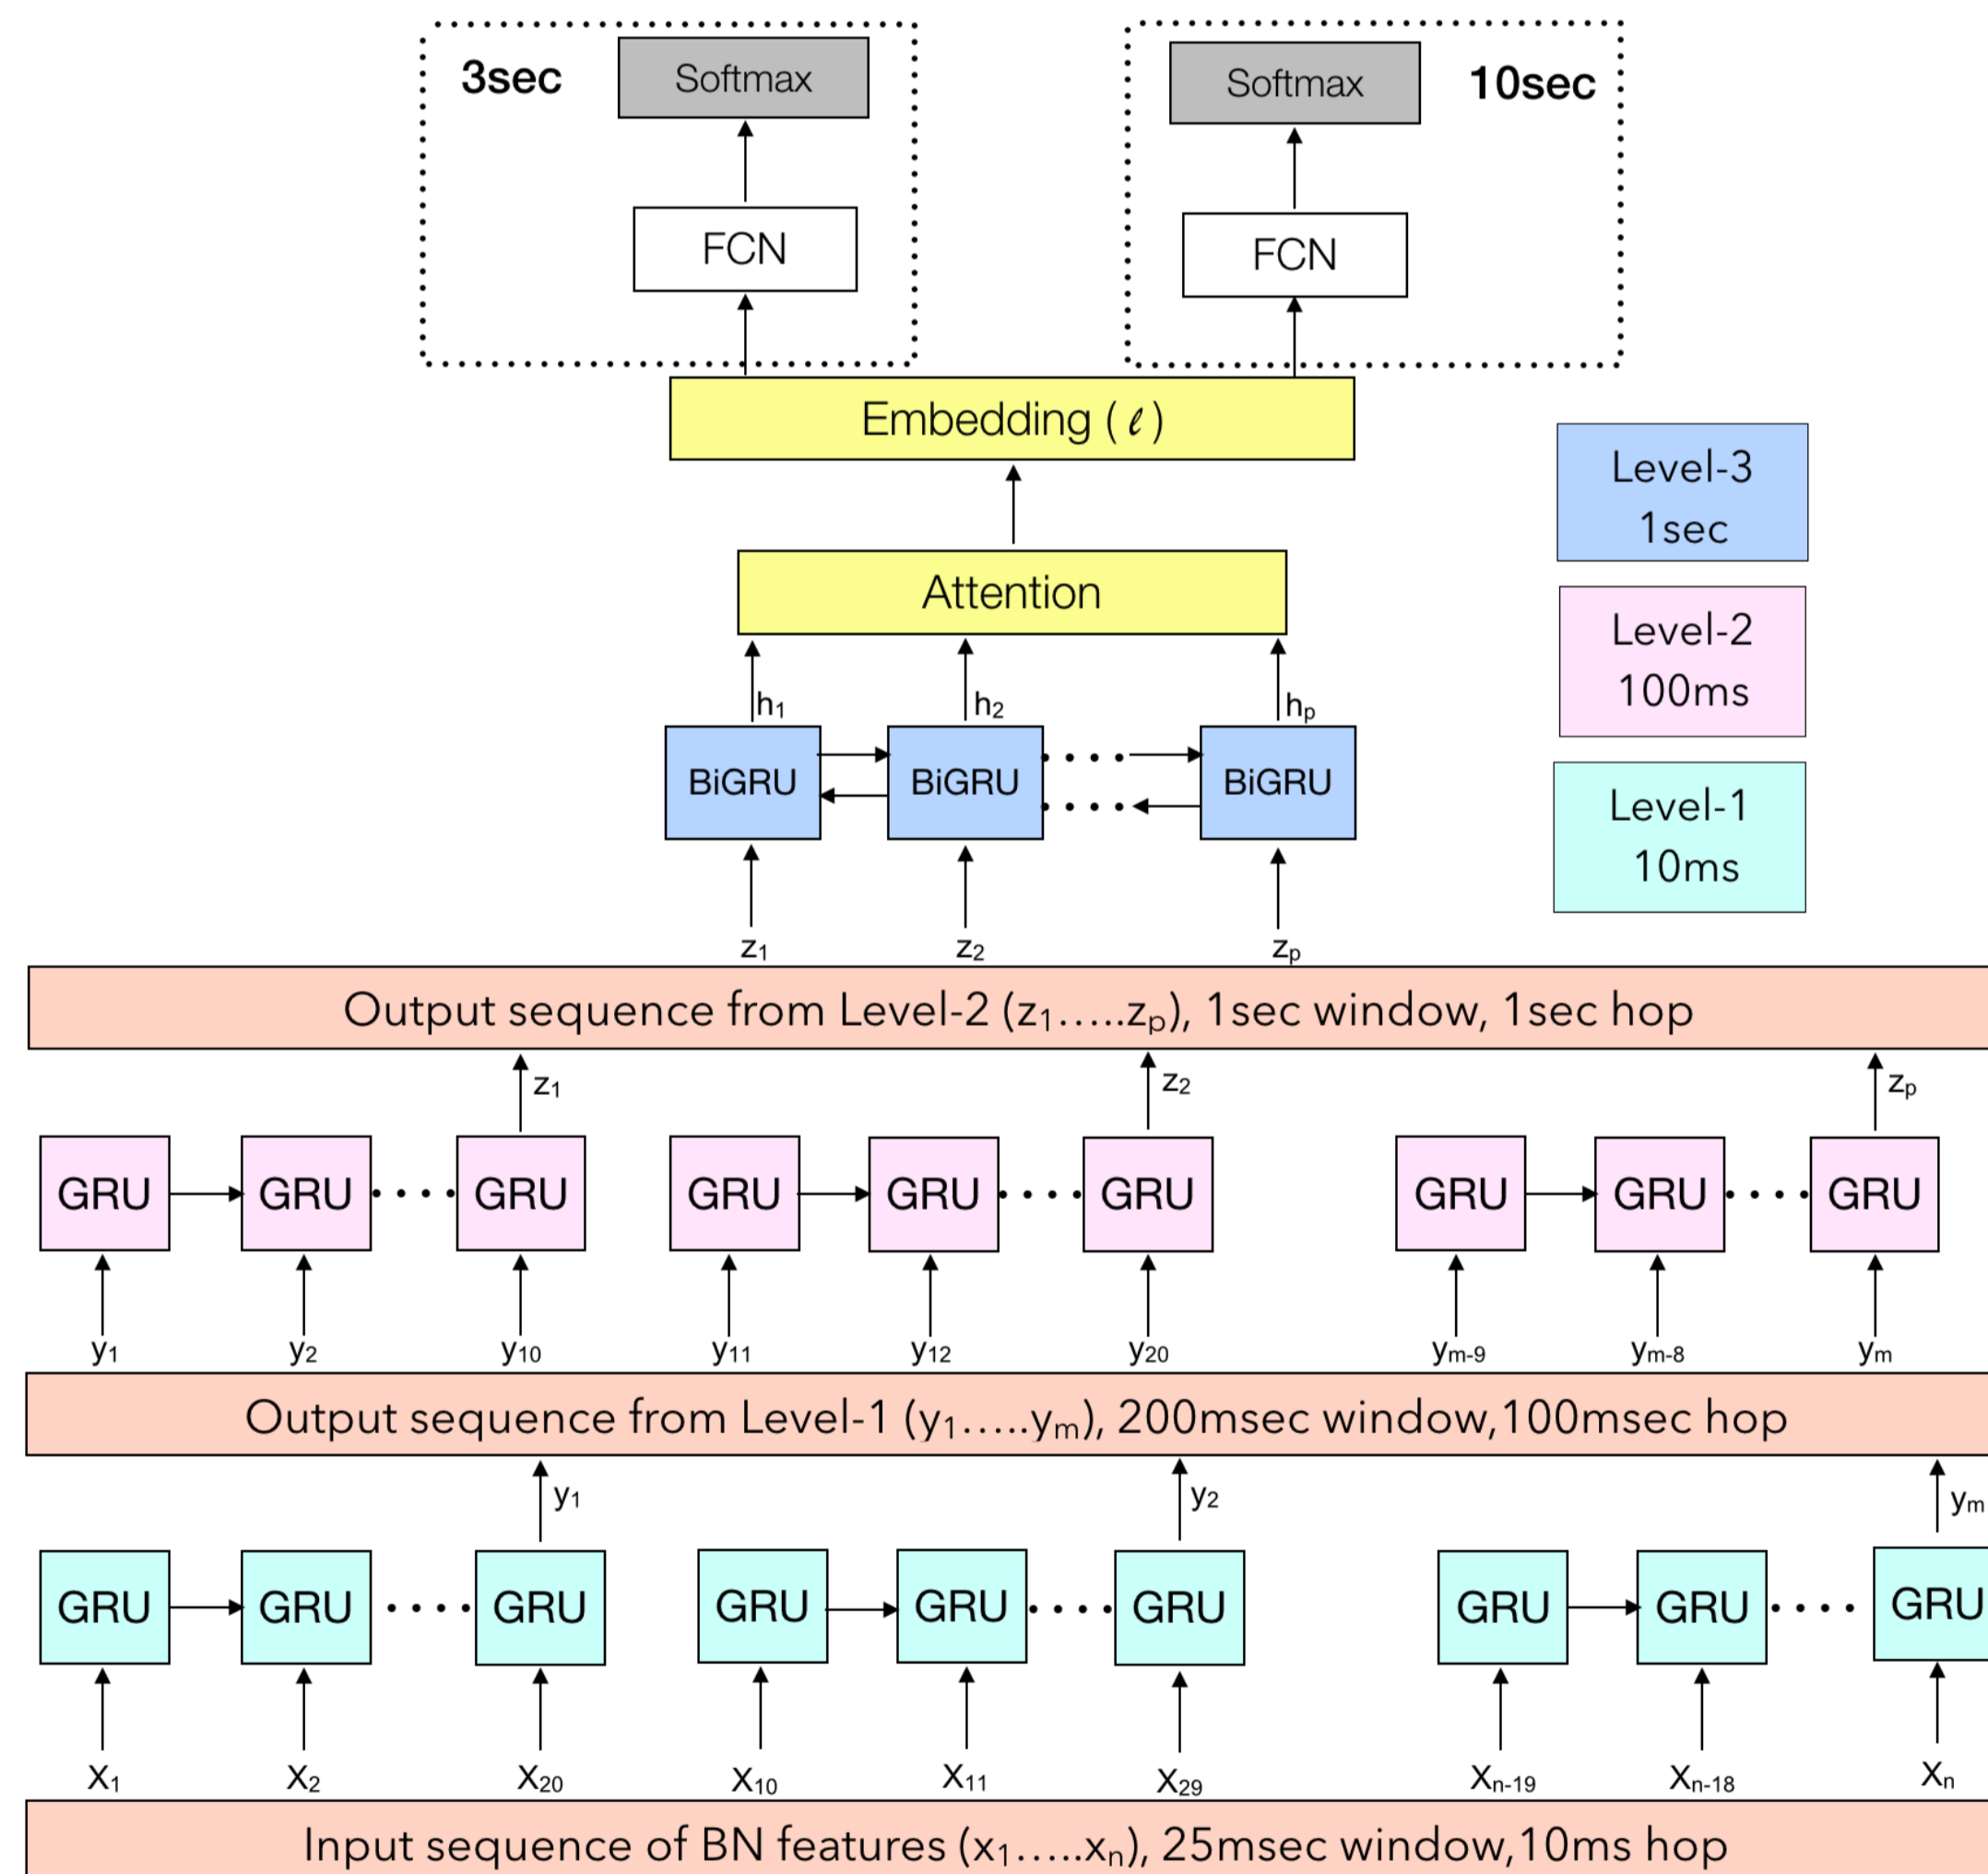 3sec
Softmax
Softmax
10sec
FCN
FCN
Embedding ( ℓ )
Level-3
1sec
Attention
Level-2
100ms
h₁
h₂
hₚ
BiGRU
BiGRU
BiGRU
Level-1
10ms
z₁
z₂
zₚ
Output sequence from Level-2 (z₁.....zₚ), 1sec window, 1sec hop
z₁
z₂
zₚ
GRU
GRU
GRU
GRU
GRU
GRU
GRU
GRU
GRU
y₁
y₂
y₁₀
y₁₁
y₁₂
y₂₀
yₘ₋₉
yₘ₋₈
yₘ
Output sequence from Level-1 (y₁.....yₘ), 200msec window,100msec hop
y₁
y₂
yₘ
GRU
GRU
GRU
GRU
GRU
GRU
GRU
GRU
GRU
X₁
X₂
X₂₀
X₁₀
X₁₁
X₂₉
Xₙ₋₁₉
Xₙ₋₁₈
Xₙ
Input sequence of BN features (x₁.....xₙ), 25msec window,10ms hop